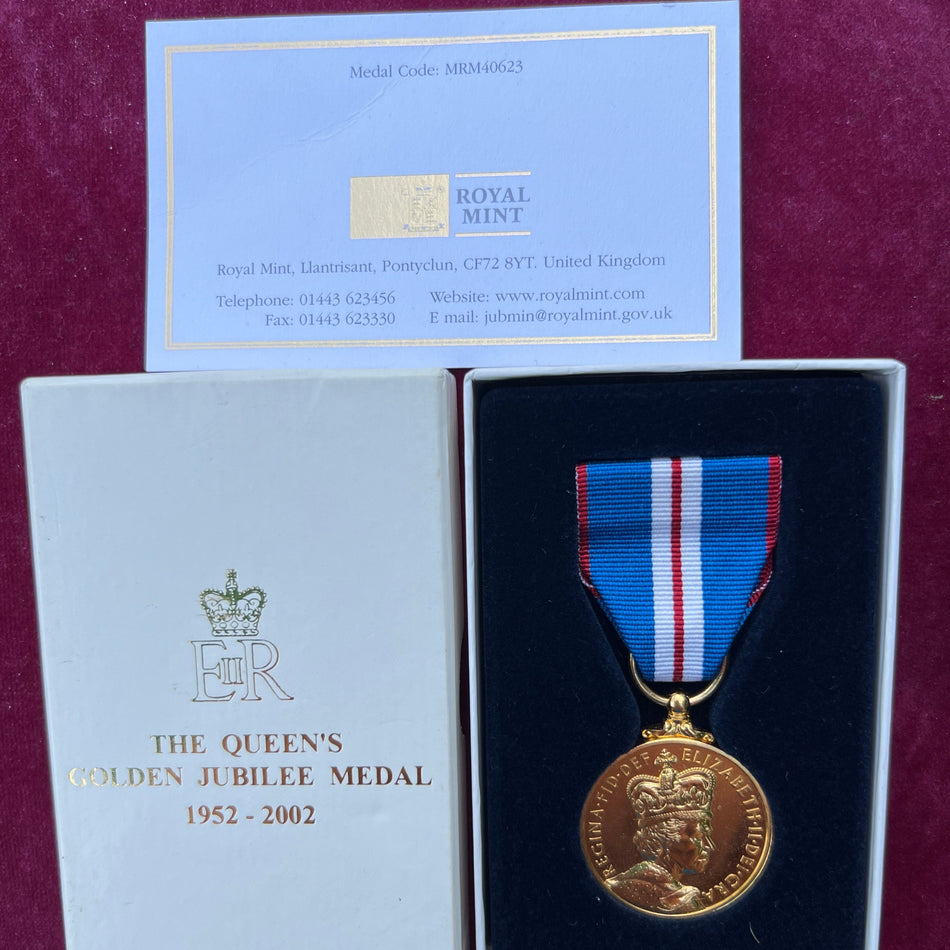 Medal Code: MRM40623
ROYAL
MINT
Royal Mint, Llantrisant, Pontyclun, CF72 8YT. United Kingdom
Telephone: 01443 623456 Website: www.royalmint.com
Fax: 01443 623330 E mail: jubmin@royalmint.gov.uk
EIIR
THE QUEEN'S
GOLDEN JUBILEE MEDAL
1952 - 2002
ELIZABETH·II·DEI·GRA
REGINA·FID·DEF